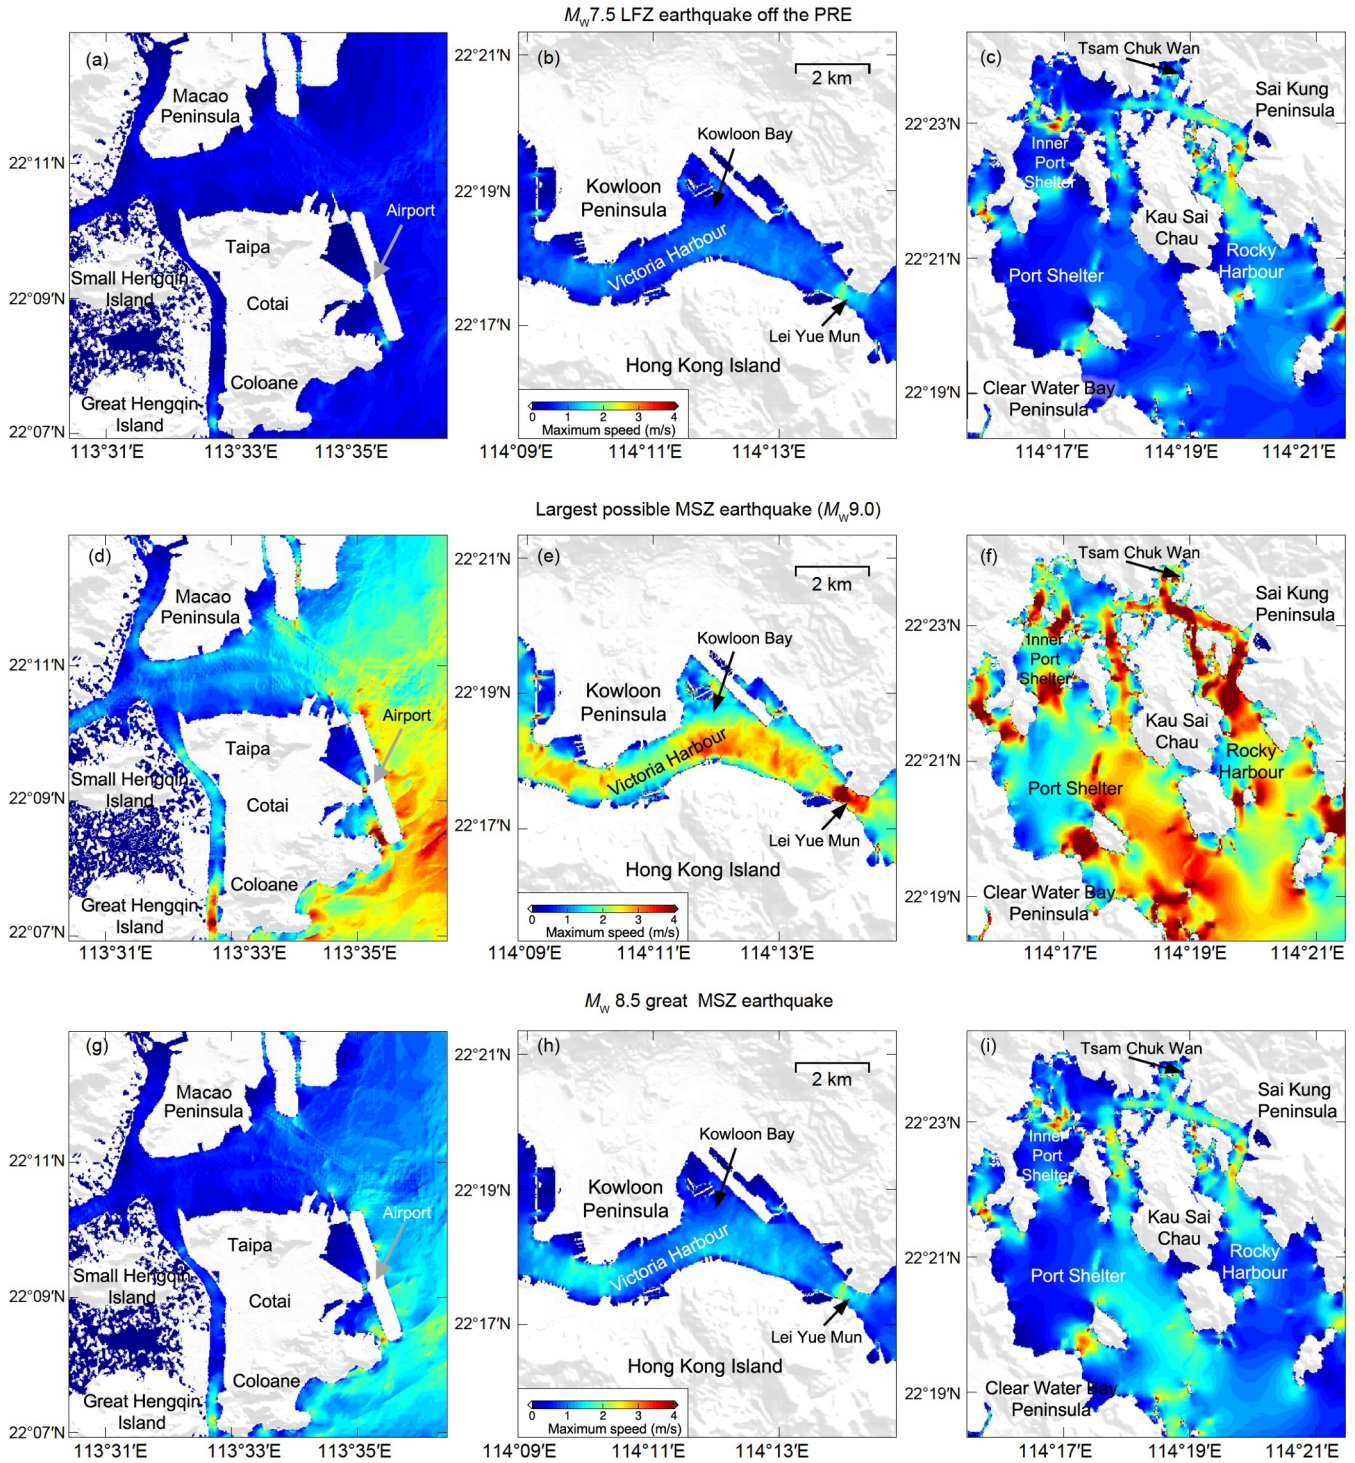 Mw7.5 LFZ earthquake off the PRE
(a)
Macao
Peninsula
Airport
Taipa
Small Hengqin
Island
Cotai
Coloane
Great Hengqin
Island
22°11′N
22°09′N
22°07′N
113°31′E
113°33′E
113°35′E
(b)
2 km
Kowloon Bay
Kowloon
Peninsula
Victoria Harbour
Lei Yue Mun
Hong Kong Island
0 1 2 3 4
Maximum speed (m/s)
22°21′N
22°19′N
22°17′N
114°09′E
114°11′E
114°13′E
(c)
Tsam Chuk Wan
Sai Kung
Peninsula
Inner
Port
Shelter
Kau Sai
Chau
Rocky
Harbour
Port Shelter
Clear Water Bay
Peninsula
22°23′N
22°21′N
22°19′N
114°17′E
114°19′E
114°21′E
Largest possible MSZ earthquake (Mw9.0)
(d)
Macao
Peninsula
Airport
Taipa
Small Hengqin
Island
Cotai
Coloane
Great Hengqin
Island
22°11′N
22°09′N
22°07′N
113°31′E
113°33′E
113°35′E
(e)
2 km
Kowloon Bay
Kowloon
Peninsula
Victoria Harbour
Lei Yue Mun
Hong Kong Island
0 1 2 3 4
Maximum speed (m/s)
22°21′N
22°19′N
22°17′N
114°09′E
114°11′E
114°13′E
(f)
Tsam Chuk Wan
Sai Kung
Peninsula
Inner
Port
Shelter
Kau Sai
Chau
Rocky
Harbour
Port Shelter
Clear Water Bay
Peninsula
22°23′N
22°21′N
22°19′N
114°17′E
114°19′E
114°21′E
Mw 8.5 great MSZ earthquake
(g)
Macao
Peninsula
Airport
Taipa
Small Hengqin
Island
Cotai
Coloane
Great Hengqin
Island
22°11′N
22°09′N
22°07′N
113°31′E
113°33′E
113°35′E
(h)
2 km
Kowloon Bay
Kowloon
Peninsula
Victoria Harbour
Lei Yue Mun
Hong Kong Island
0 1 2 3 4
Maximum speed (m/s)
22°21′N
22°19′N
22°17′N
114°09′E
114°11′E
114°13′E
(i)
Tsam Chuk Wan
Sai Kung
Peninsula
Inner
Port
Shelter
Kau Sai
Chau
Rocky
Harbour
Port Shelter
Clear Water Bay
Peninsula
22°23′N
22°21′N
22°19′N
114°17′E
114°19′E
114°21′E